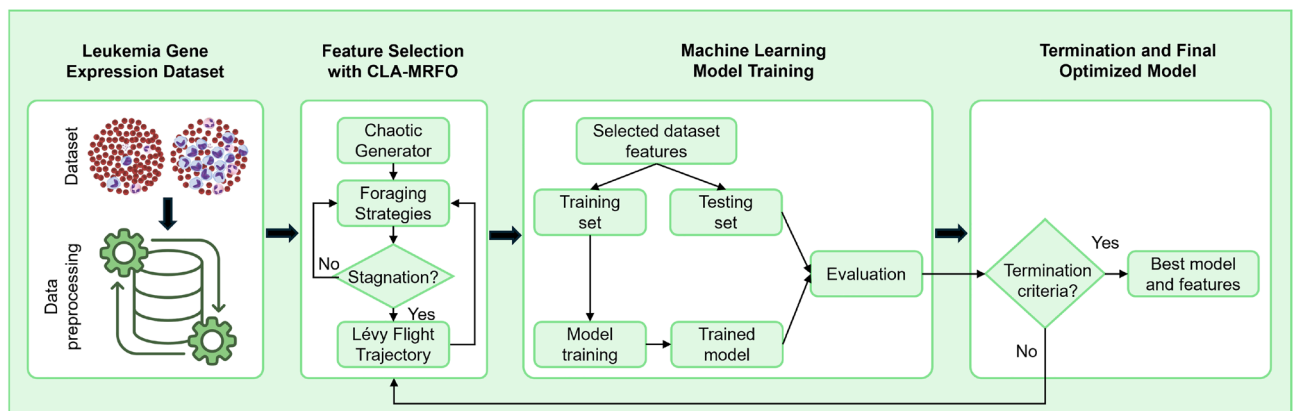 Leukemia Gene
Expression Dataset
Dataset
Data
preprocessing
Feature Selection
with CLA-MRFO
Chaotic
Generator
Foraging
Strategies
No
Stagnation?
Yes
Lévy Flight
Trajectory
Machine Learning
Model Training
Selected dataset
features
Training
set
Testing
set
Evaluation
Model
training
Trained
model
Termination and Final
Optimized Model
Termination
criteria?
Yes
Best model
and features
No